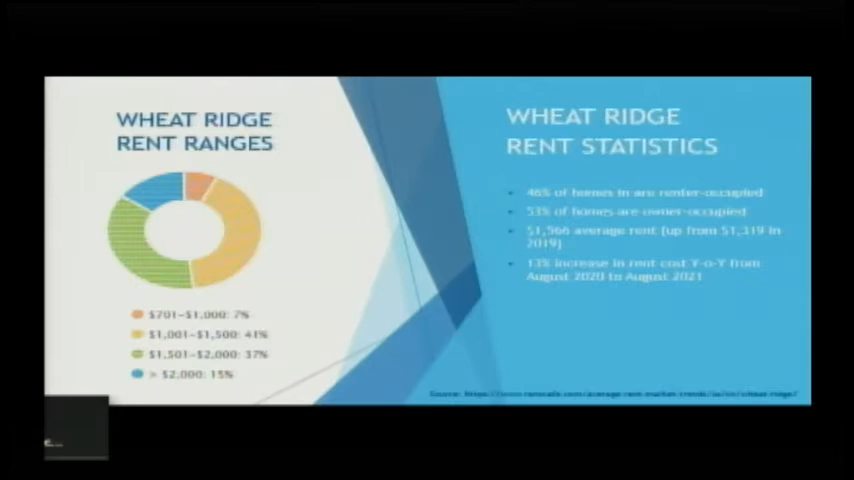 WHEAT RIDGE
RENT RANGES
$701-$1,000: 7%
$1,001-$1,500: 41%
$1,501-$2,000: 37%
> $2,000: 15%
WHEAT RIDGE
RENT STATISTICS
46% of homes in are renter-occupied
53% of homes are owner-occupied
$1,566 average rent (up from $1,319 in
2019)
13% increase in rent cost Y-o-Y from
August 2020 to August 2021
Source:
e...